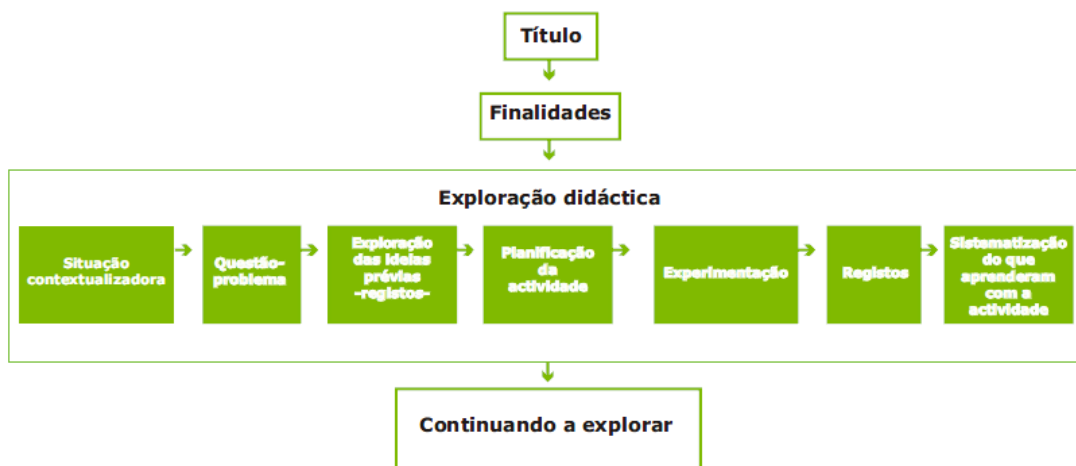 Título
Finalidades
Exploração didáctica
Situação
contextualizadora
Questão-
problema
Exploração
das ideias
prévias
-registos-
Planificação
da
actividade
Experimentação
Registos
Sistematização
do que
aprenderam
com a
actividade
Continuando a explorar